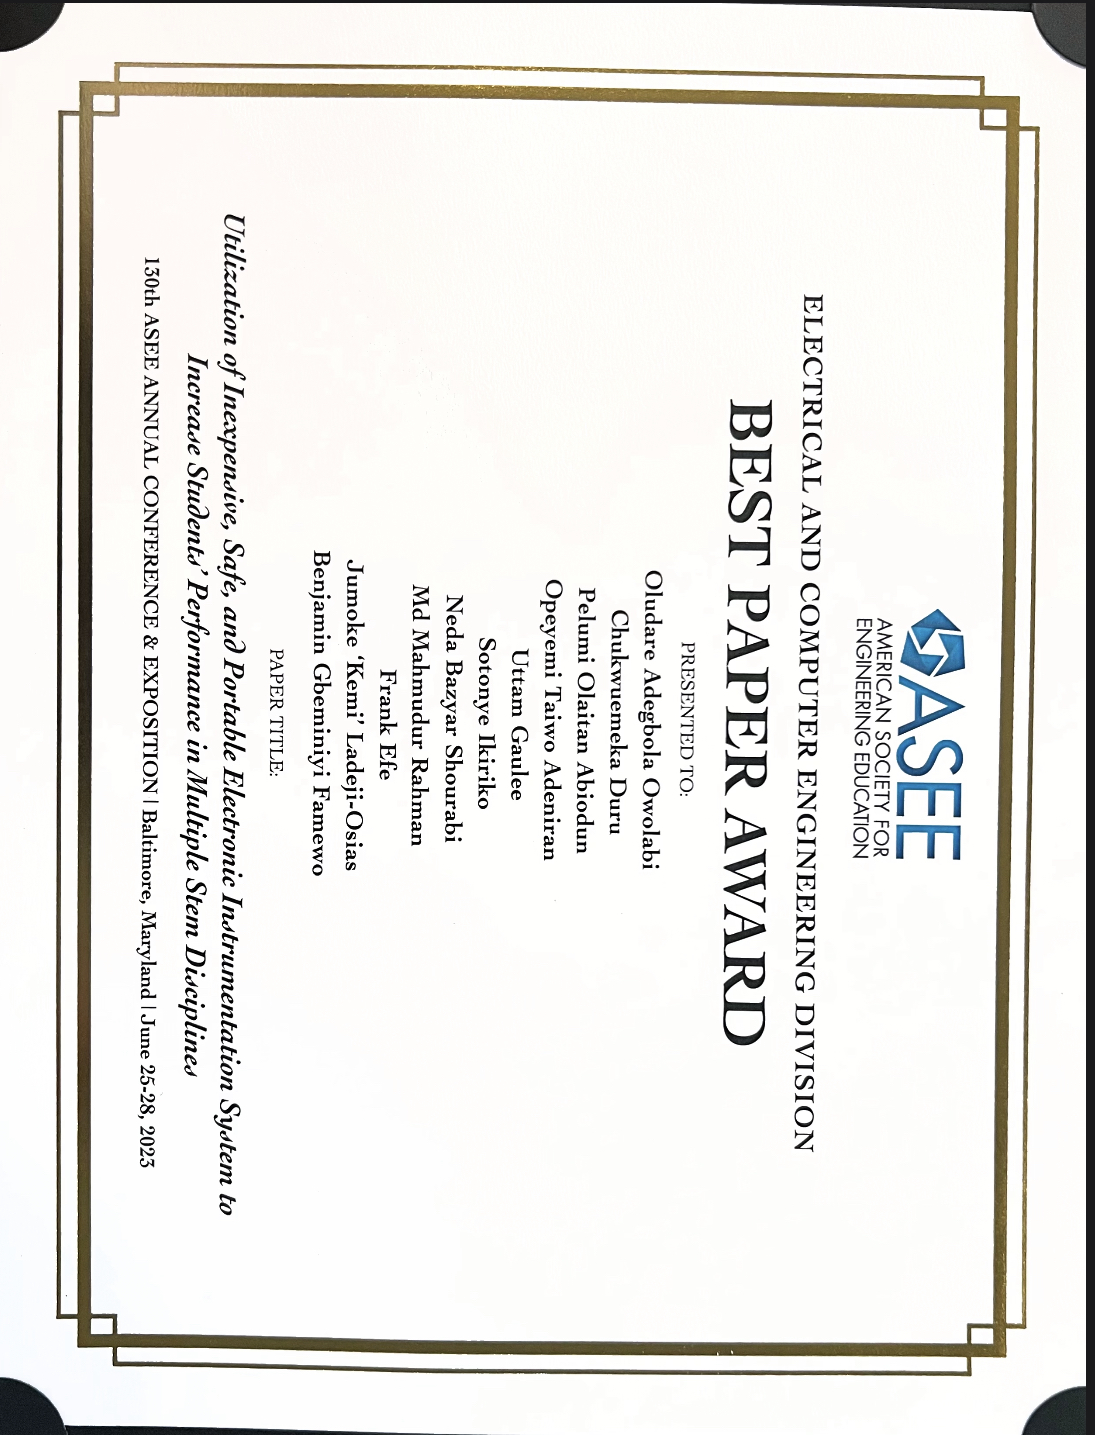 ASEE
AMERICAN SOCIETY FOR
ENGINEERING EDUCATION
ELECTRICAL AND COMPUTER ENGINEERING DIVISION
BEST PAPER AWARD
PRESENTED TO:
Oludare Adegbola Owolabi
Chukwuemeka Duru
Pelumi Olaitan Abiodun
Opeyemi Taiwo Adeniran
Uttam Gaulee
Sotonye Ikiriko
Neda Bazyar Shourabi
Md Mahmudur Rahman
Frank Efe
Jumoke ‘Kemi’ Ladeji-Osias
Benjamin Gbeminiyi Famewo
PAPER TITLE:
Utilization of Inexpensive, Safe, and Portable Electronic Instrumentation System to
Increase Students’ Performance in Multiple Stem Disciplines
130th ASEE ANNUAL CONFERENCE & EXPOSITION | Baltimore, Maryland | June 25-28, 2023